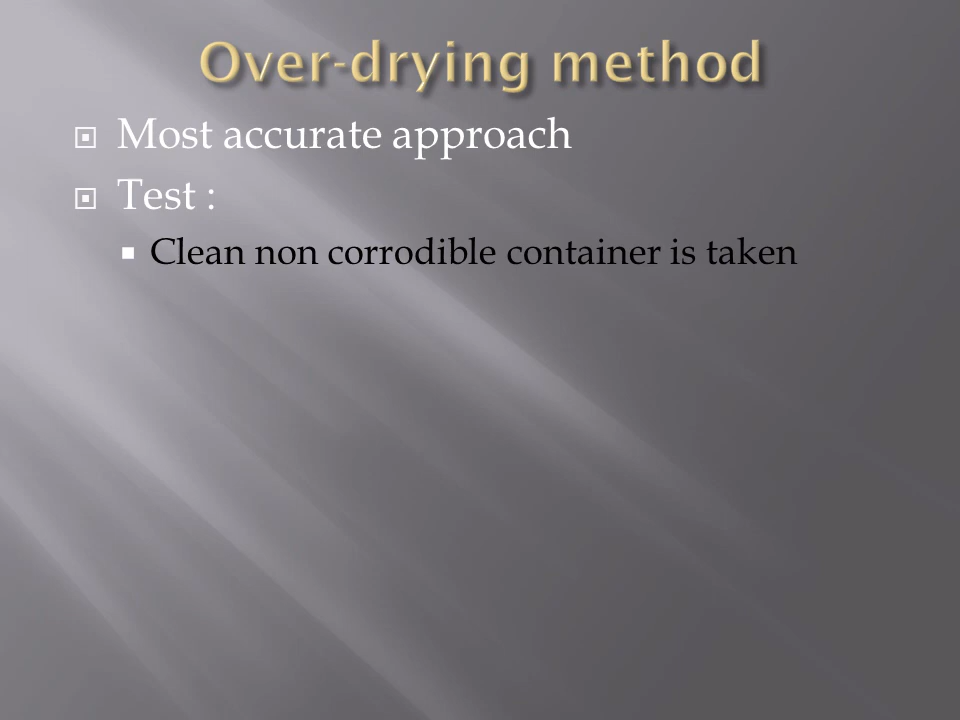 Over-drying method
Most accurate approach
Test :
Clean non corrodible container is taken